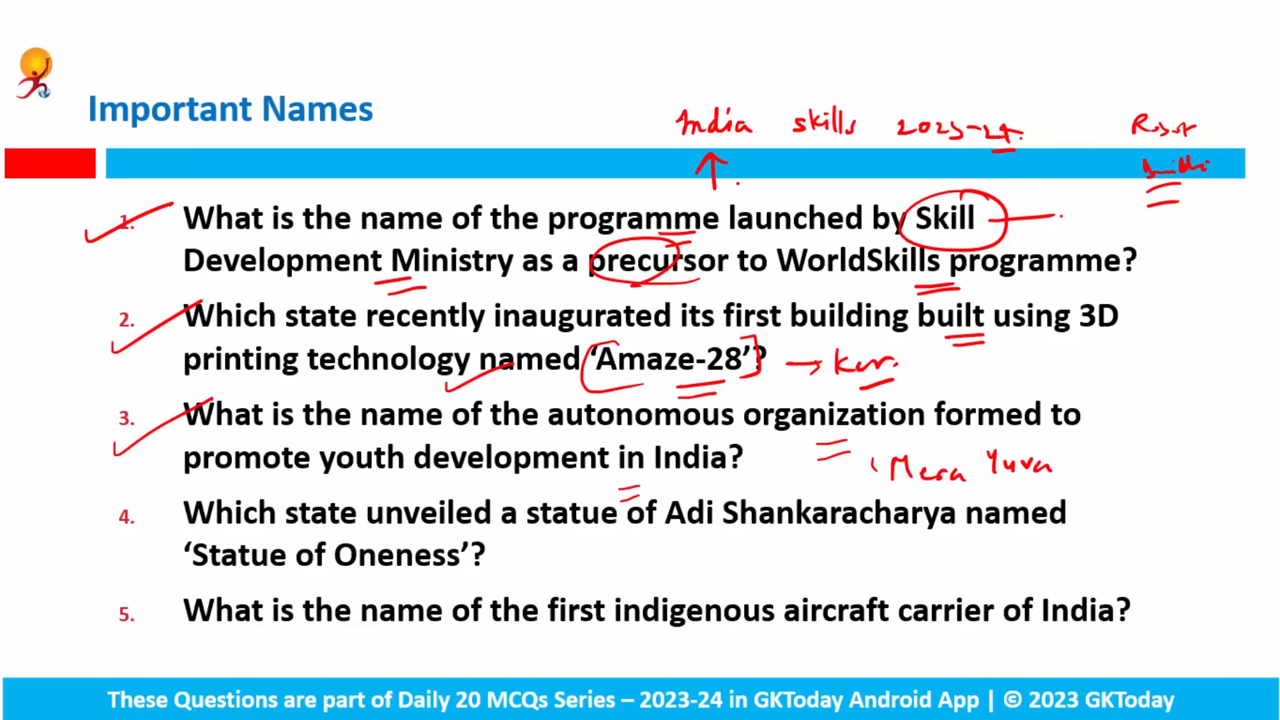 Important Names
India skills 2023-24.
1. What is the name of the programme launched by Skill
Development Ministry as a precursor to WorldSkills programme?
2. Which state recently inaugurated its first building built using 3D
printing technology named ‘Amaze-28’?
→ Ker.
3. What is the name of the autonomous organization formed to
promote youth development in India?
Mera Yuva
4. Which state unveiled a statue of Adi Shankaracharya named
‘Statue of Oneness’?
5. What is the name of the first indigenous aircraft carrier of India?
These Questions are part of Daily 20 MCQs Series – 2023-24 in GKToday Android App | © 2023 GKToday